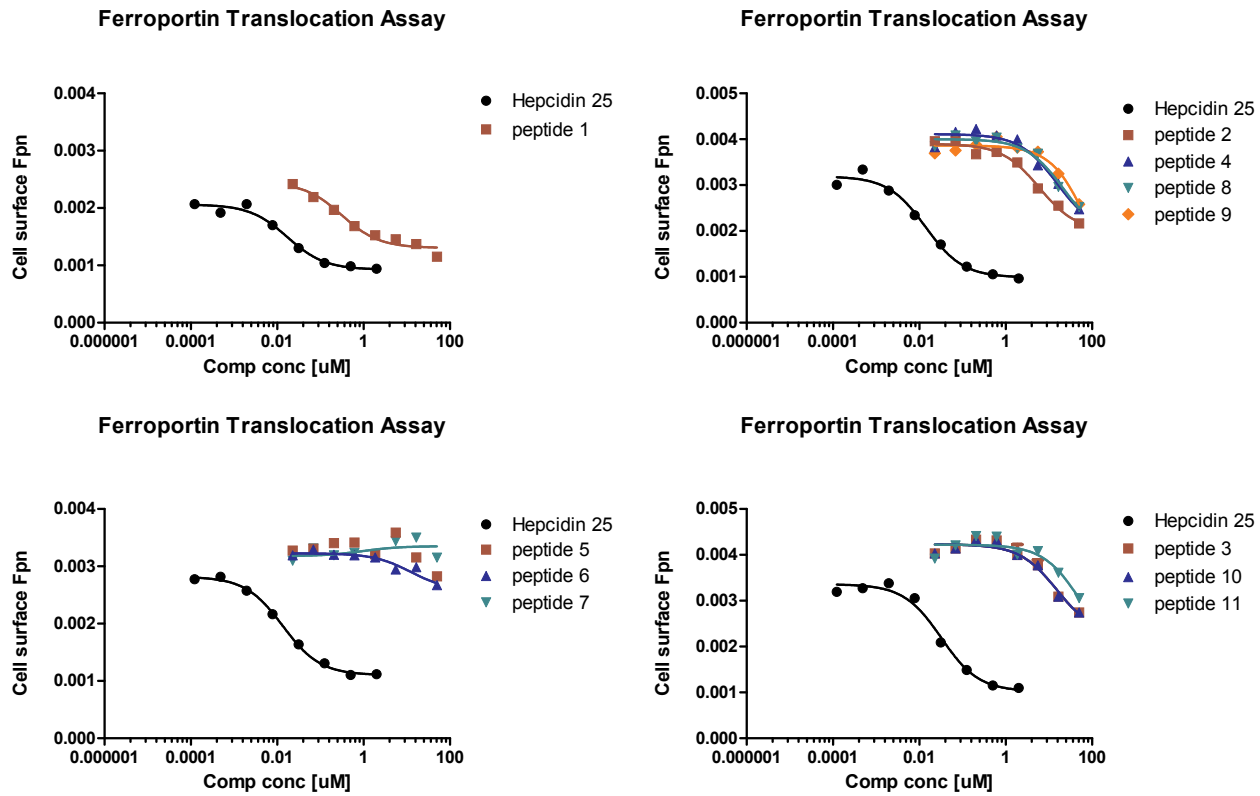 Ferroportin Translocation Assay
0.004
0.003
0.002
0.001
0.000
Cell surface Fpn
0.000001
0.0001
0.01
1
100
Comp conc [uM]
Hepcidin 25
peptide 1
Ferroportin Translocation Assay
0.005
0.004
0.003
0.002
0.001
0.000
Cell surface Fpn
0.000001
0.0001
0.01
1
100
Comp conc [uM]
Hepcidin 25
peptide 2
peptide 4
peptide 8
peptide 9
Ferroportin Translocation Assay
0.004
0.003
0.002
0.001
0.000
Cell surface Fpn
0.000001
0.0001
0.01
1
100
Comp conc [uM]
Hepcidin 25
peptide 5
peptide 6
peptide 7
Ferroportin Translocation Assay
0.005
0.004
0.003
0.002
0.001
0.000
Cell surface Fpn
0.000001
0.0001
0.01
1
100
Comp conc [uM]
Hepcidin 25
peptide 3
peptide 10
peptide 11